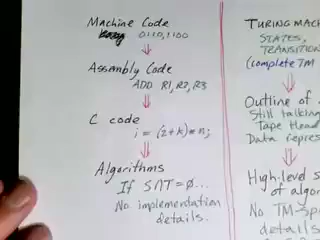 Machine Code
0110,1100
Assembly Code
ADD R1, R2, R3
C code
i = (2+k)*n;
Algorithms
If S∩T=∅...
No implementation
details.
TURING MACH
STATES,
TRANSITION
(complete TM
Outline of
Still talking
Tape Head
Data repres
High-level s
of algor
No TM-sp
details